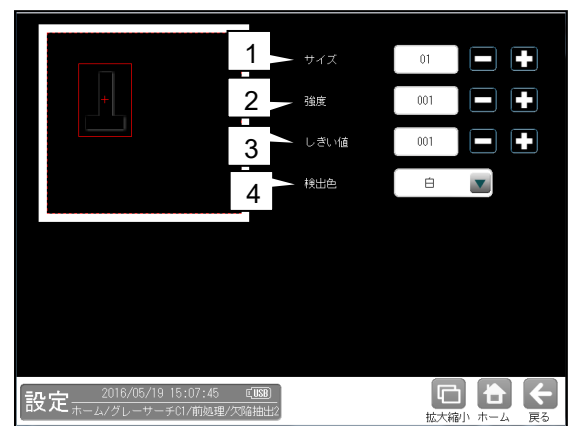 1 サイズ 01
2 強度 001
3 しきい値 001
4 検出色 白
設定 2016/05/19 15:07:45 USB
ホーム/グレーサーチC1/前処理/欠陥抽出2
拡大縮小 ホーム 戻る